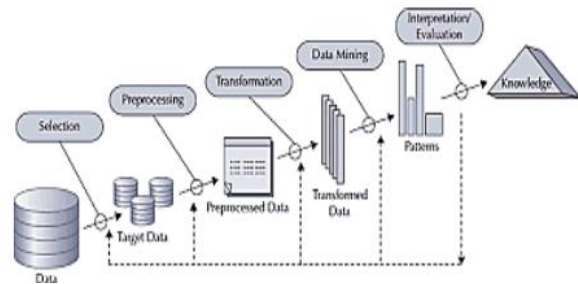 Interpretation/
Evaluation
Data Mining
Transformation
Preprocessing
Selection
Knowledge
Patterns
Transformed
Data
Preprocessed Data
Target Data
Data